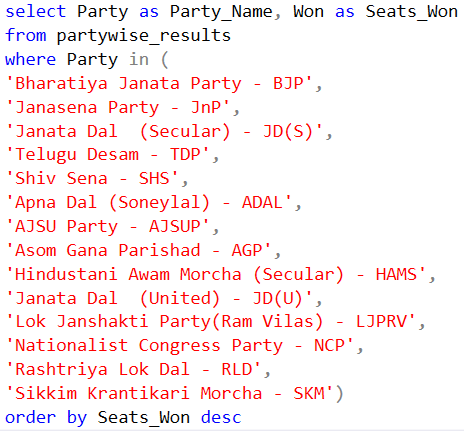 select Party as Party_Name, Won as Seats_Won
from partywise_results
where Party in (
'Bharatiya Janata Party - BJP',
'Janasena Party - JnP',
'Janata Dal  (Secular) - JD(S)',
'Telugu Desam - TDP',
'Shiv Sena - SHS',
'Apna Dal (Soneylal) - ADAL',
'AJSU Party - AJSUP',
'Asom Gana Parishad - AGP',
'Hindustani Awam Morcha (Secular) - HAMS',
'Janata Dal  (United) - JD(U)',
'Lok Janshakti Party(Ram Vilas) - LJPRV',
'Nationalist Congress Party - NCP',
'Rashtriya Lok Dal - RLD',
'Sikkim Krantikari Morcha - SKM')
order by Seats_Won desc